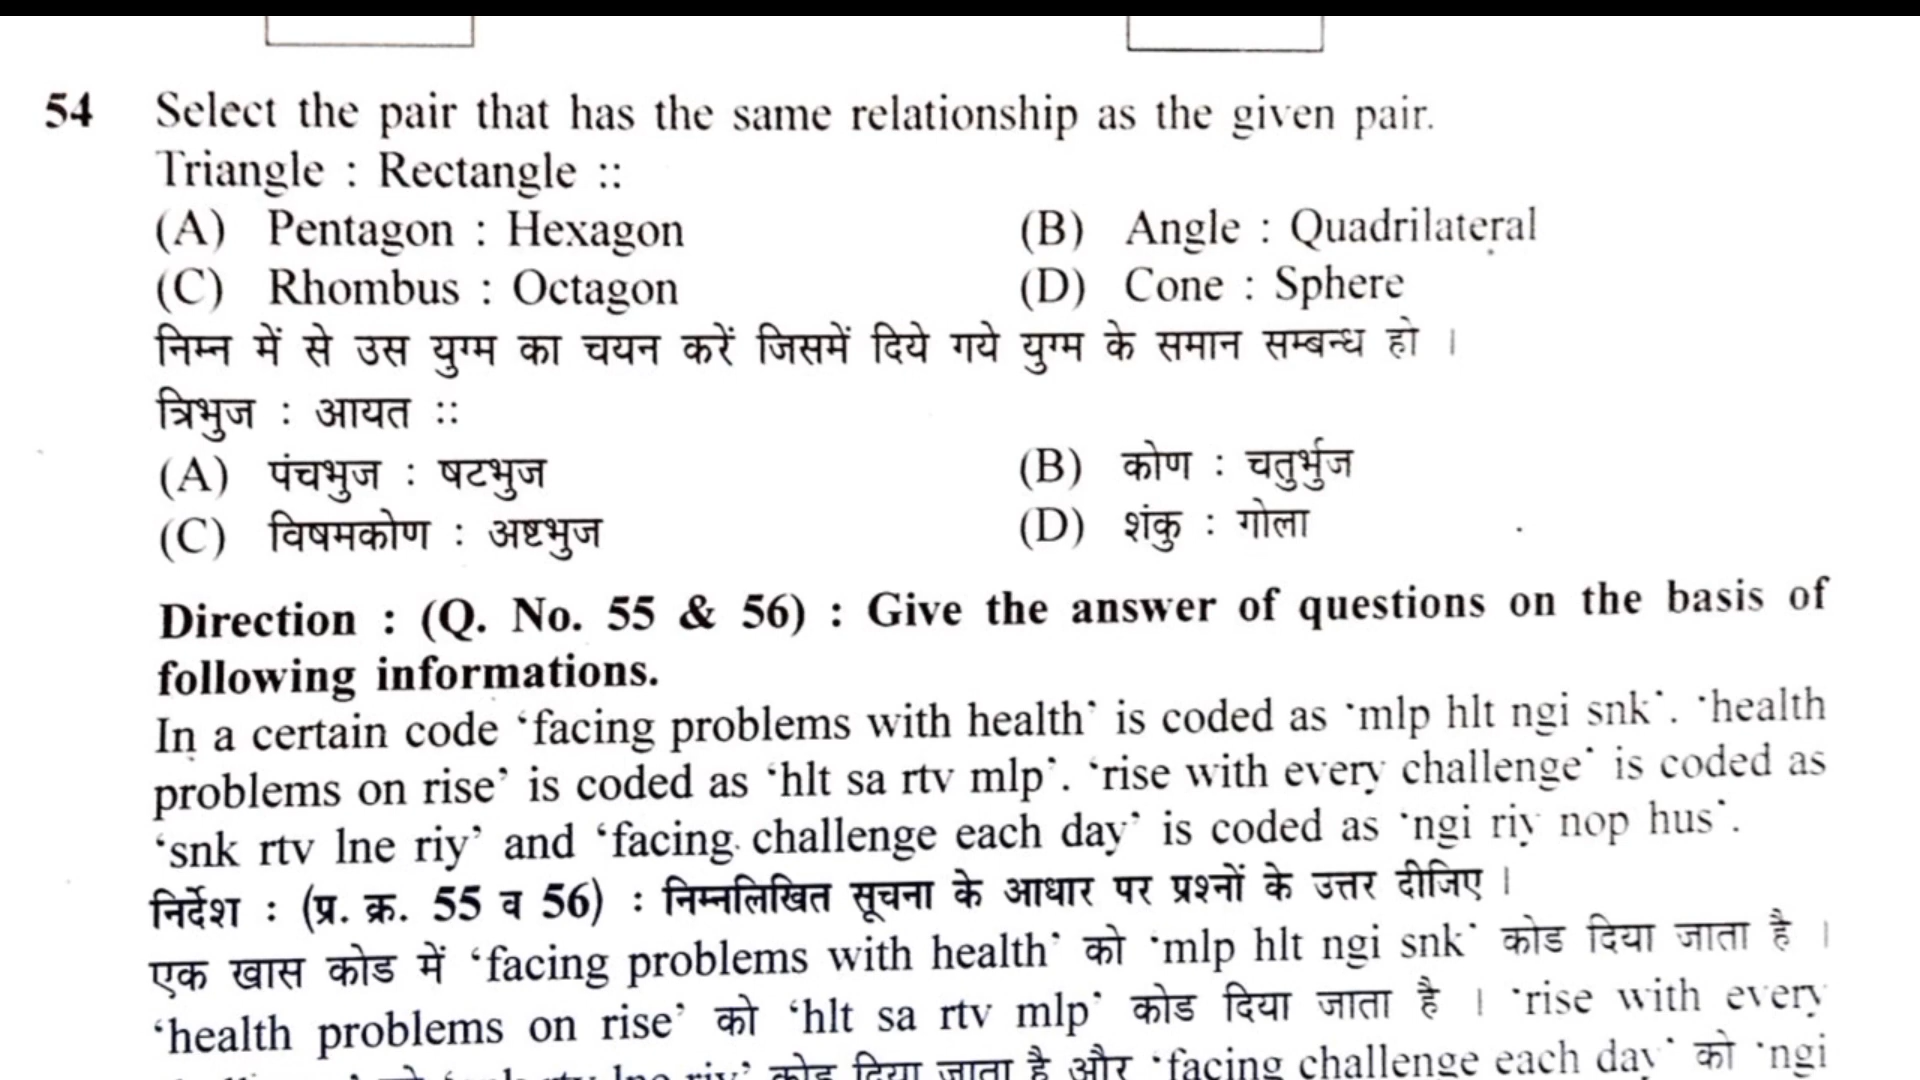 54 Select the pair that has the same relationship as the given pair.
Triangle : Rectangle ::
(A) Pentagon : Hexagon (B) Angle : Quadrilateral
(C) Rhombus : Octagon (D) Cone : Sphere
निम्न में से उस युग्म का चयन करें जिसमें दिये गये युग्म के समान सम्बन्ध हो ।
त्रिभुज : आयत ::
(A) पंचभुज : षटभुज (B) कोण : चतुर्भुज
(C) विषमकोण : अष्टभुज (D) शंकु : गोला
Direction : (Q. No. 55 & 56) : Give the answer of questions on the basis of
following informations.
In a certain code ‘facing problems with health’ is coded as ‘mlp hlt ngi snk’. ‘health
problems on rise’ is coded as ‘hlt sa rtv mlp’. ‘rise with every challenge’ is coded as
‘snk rtv lne riy’ and ‘facing challenge each day’ is coded as ‘ngi riy nop hus’.
निर्देश : (प्र. क्र. 55 व 56) : निम्नलिखित सूचना के आधार पर प्रश्नों के उत्तर दीजिए ।
एक खास कोड में ‘facing problems with health’ को ‘mlp hlt ngi snk’ कोड दिया जाता है ।
‘health problems on rise’ को ‘hlt sa rtv mlp’ कोड दिया जाता है । ‘rise with every
कोड दिया जाता है और ‘facing challenge each day’ को ‘ngi